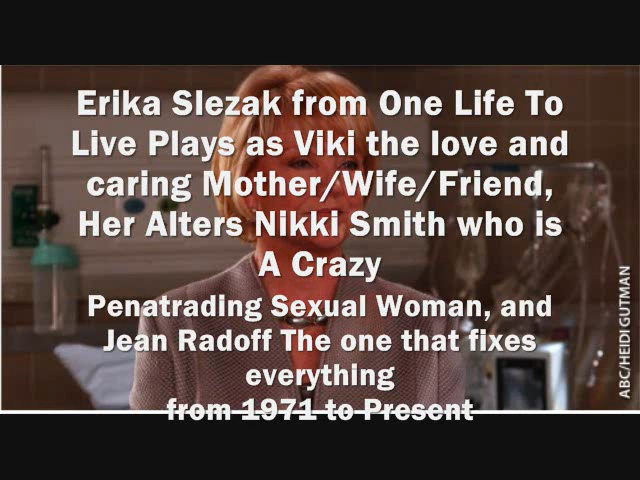 Erika Slezak from One Life To
Live Plays as Viki the love and
caring Mother/Wife/Friend,
Her Alters Nikki Smith who is
A Crazy
Penatrading Sexual Woman, and
Jean Radoff The one that fixes
everything
from 1971 to Present
ABC/HEIDI GUTMAN